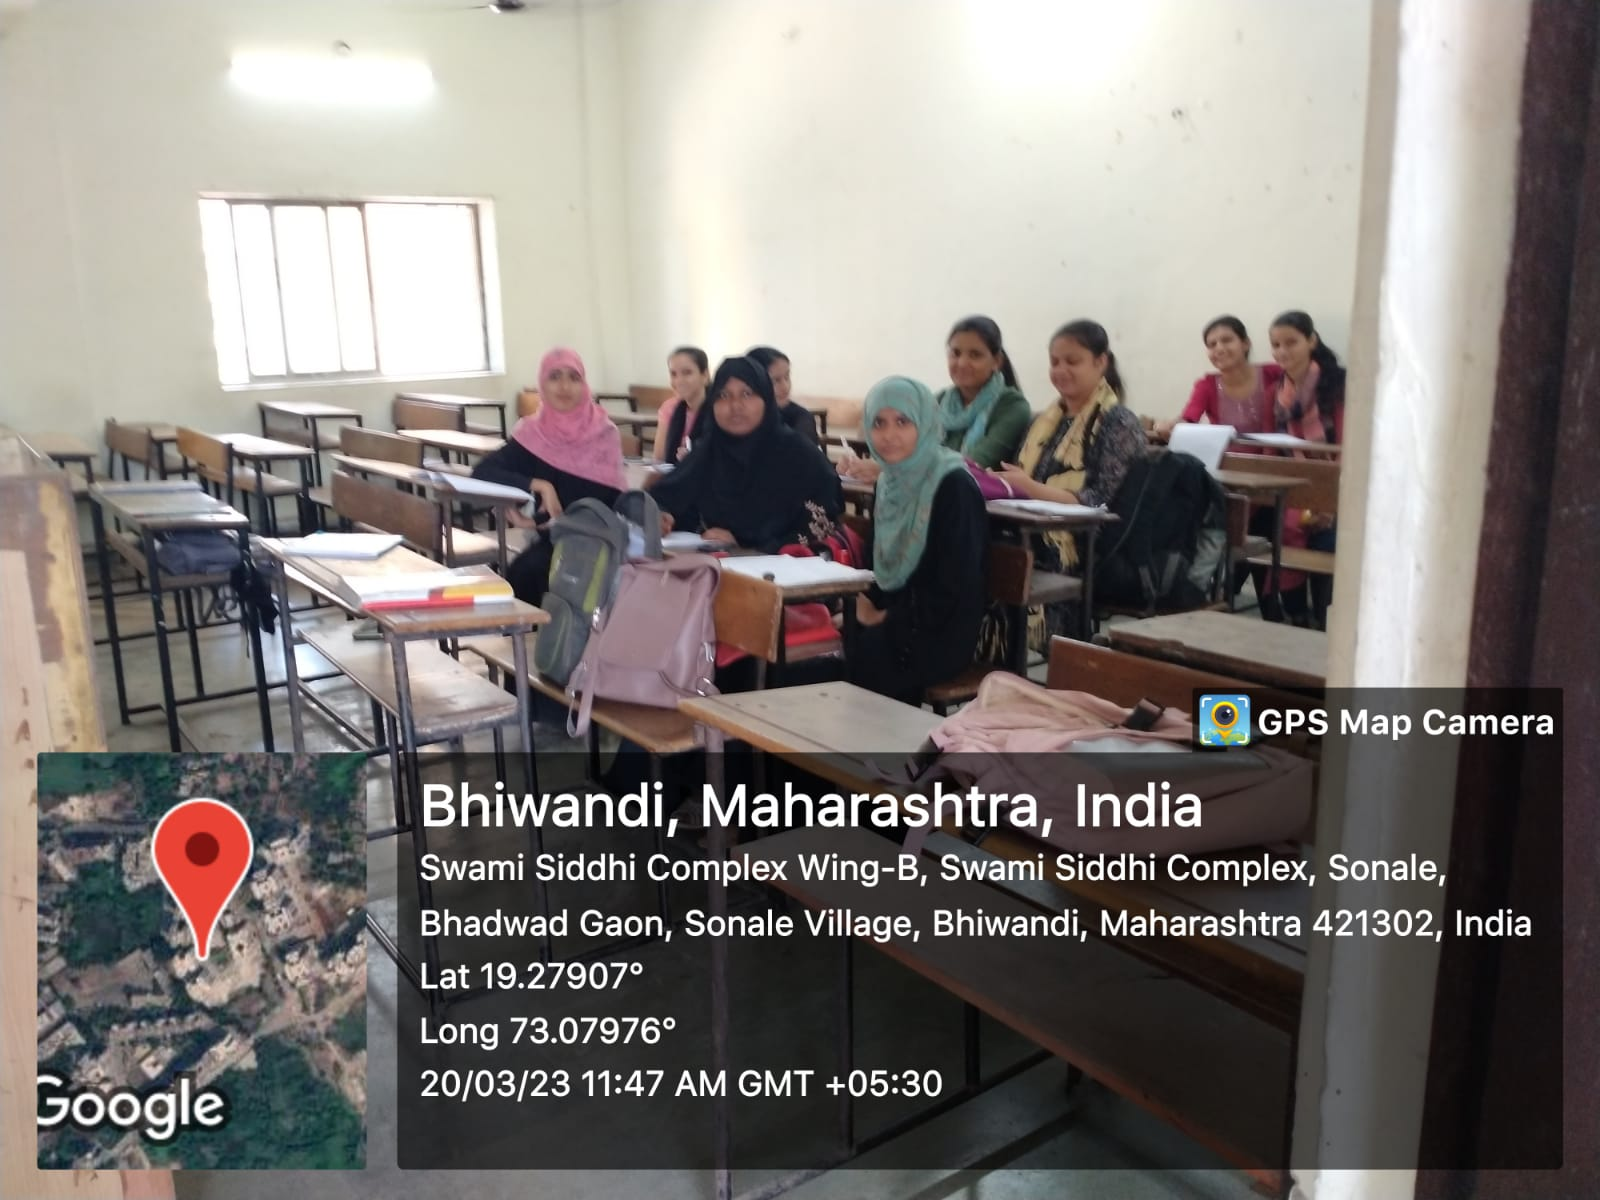 GPS Map Camera
Bhiwandi, Maharashtra, India
Swami Siddhi Complex Wing-B, Swami Siddhi Complex, Sonale,
Bhadwad Gaon, Sonale Village, Bhiwandi, Maharashtra 421302, India
Lat 19.27907°
Long 73.07976°
20/03/23 11:47 AM GMT +05:30
Google